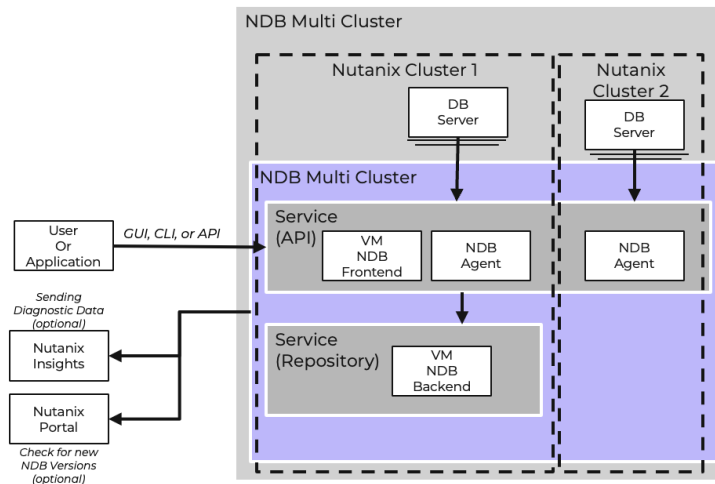 NDB Multi Cluster
Nutanix Cluster 1
Nutanix
Cluster 2
DB
Server
DB
Server
NDB Multi Cluster
Service
(API)
VM
NDB
Frontend
NDB
Agent
NDB
Agent
User
Or
Application
GUI, CLI, or API
Sending
Diagnostic Data
(optional)
Nutanix
Insights
Service
(Repository)
VM
NDB
Backend
Nutanix
Portal
Check for new
NDB Versions
(optional)